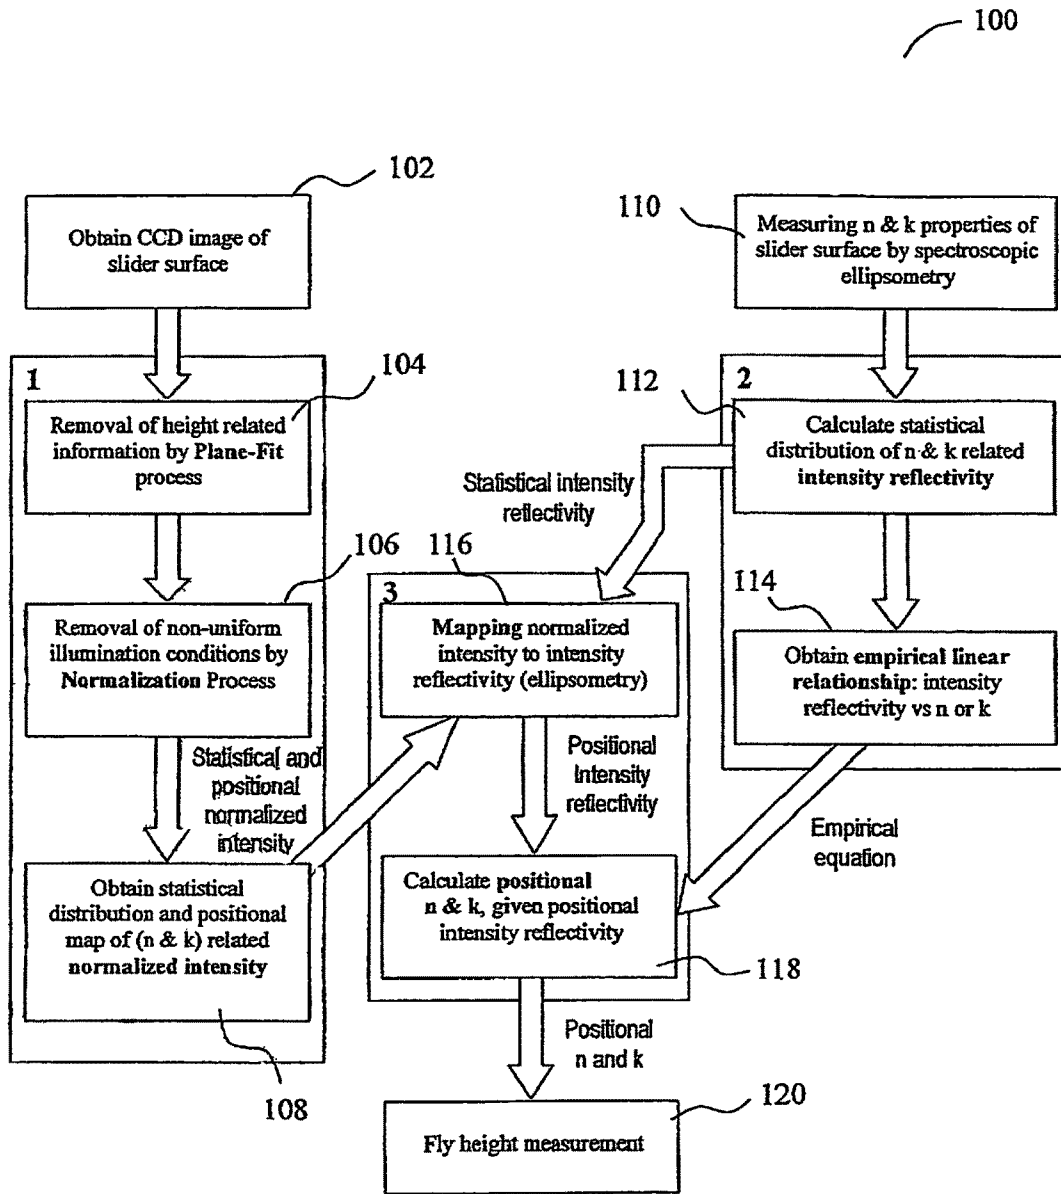 100
102
Obtain CCD image of
slider surface
110
Measuring n & k properties of
slider surface by spectroscopic
ellipsometry
1
104
Removal of height related
information by Plane-Fit
process
2
112
Calculate statistical
distribution of n & k related
intensity reflectivity
Statistical intensity
reflectivity
106
Removal of non-uniform
illumination conditions by
Normalization Process
116
3
Mapping normalized
intensity to intensity
reflectivity (ellipsometry)
114
Obtain empirical linear
relationship: intensity
reflectivity vs n or k
Statistical and
positional
normalized
intensity
Positional
Intensity
reflectivity
Empirical
equation
Obtain statistical
distribution and positional
map of (n & k) related
normalized intensity
108
Calculate positional
n & k, given positional
intensity reflectivity
118
Positional
n and k
120
Fly height measurement